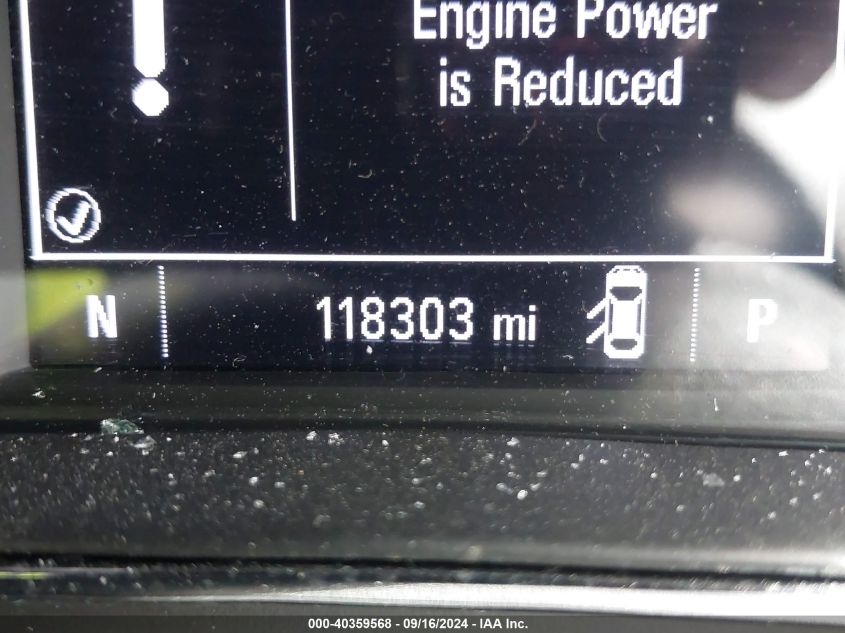 Engine Power
is Reduced
N 118303 mi P
000-40359568 - 09/16/2024 - IAA Inc.